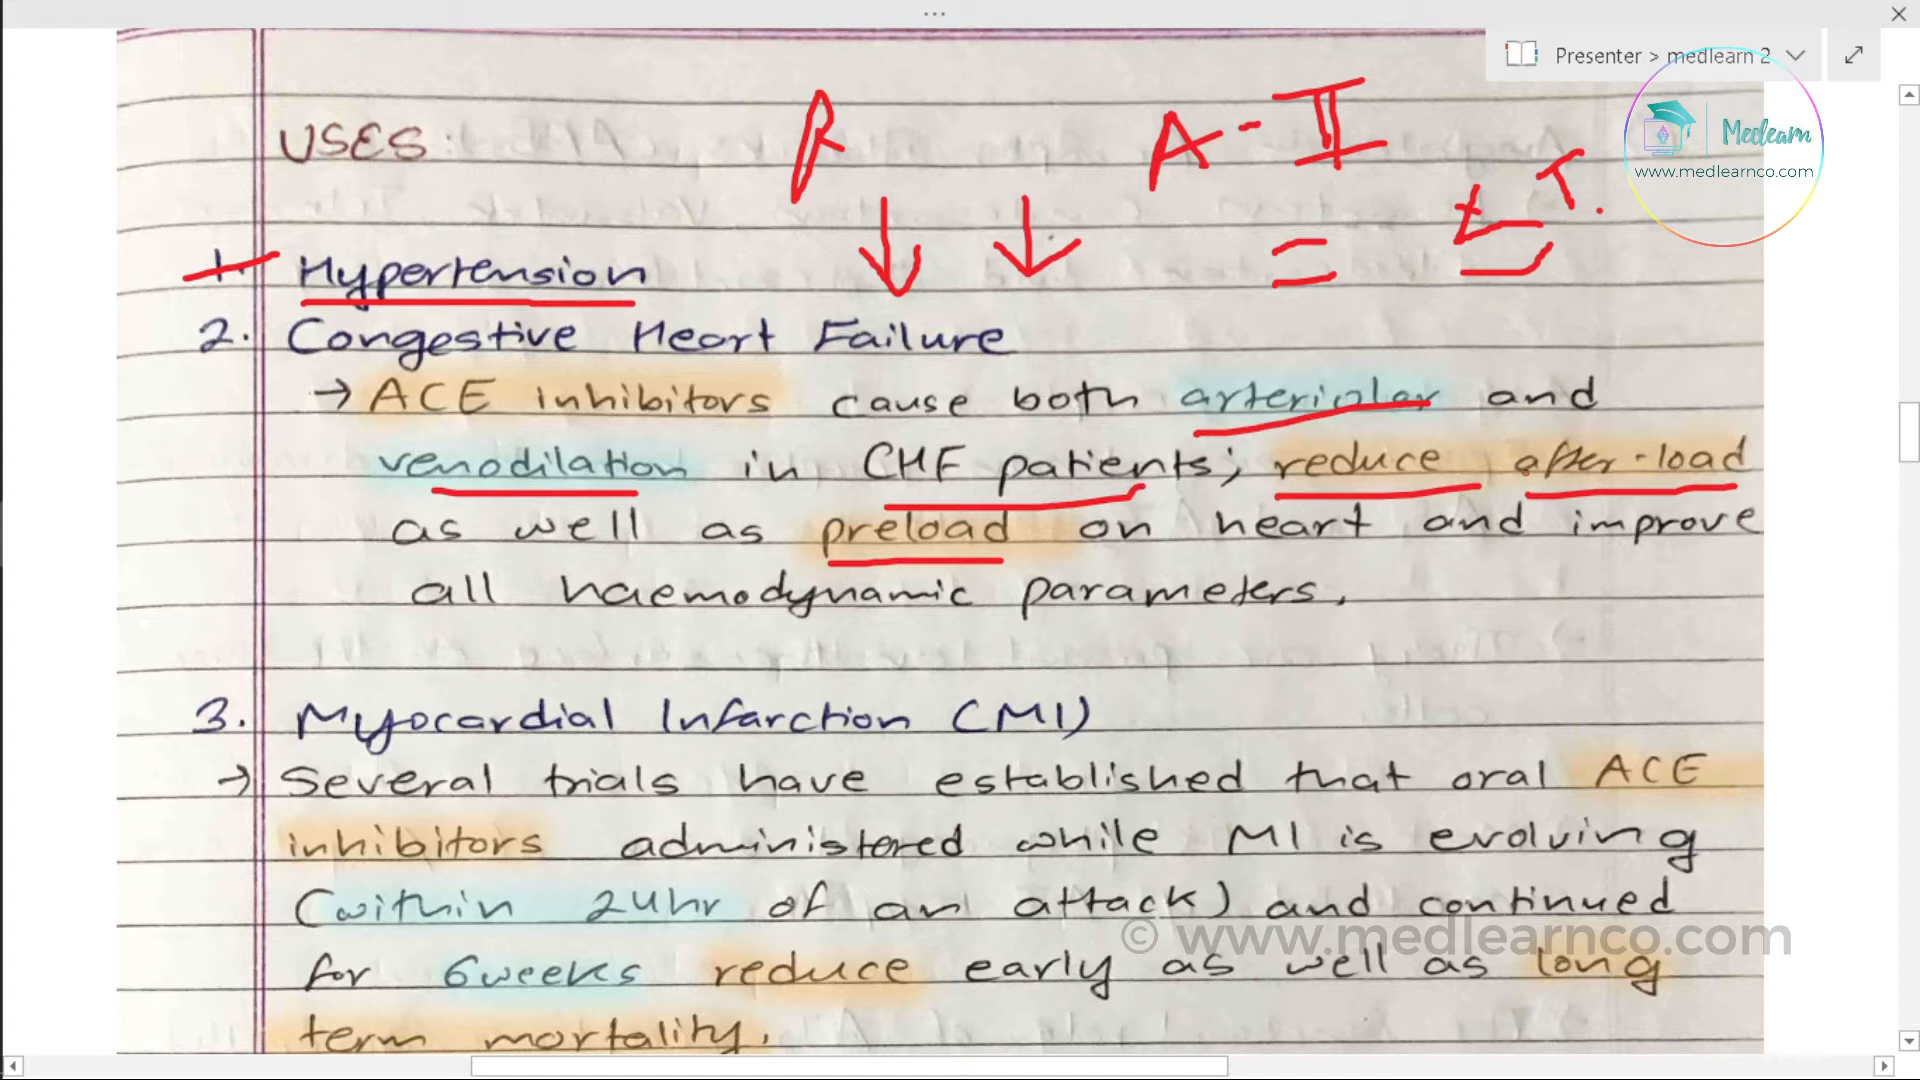 Presenter > medlearn 2
Medlearn
www.medlearnco.com
USES:
A - II
1. Hypertension
2. Congestive Heart Failure
→ ACE inhibitors cause both arteriolar and
venodilation in CHF patients; reduce after-load
as well as preload on heart and improve
all haemodynamic parameters.
3. Myocardial Infarction (MI)
→ Several trials have established that oral ACE
inhibitors administered while MI is evolving
(within 24hr of an attack) and continued
© www.medlearnco.com
for 6weeks reduce early as well as long
term mortality.